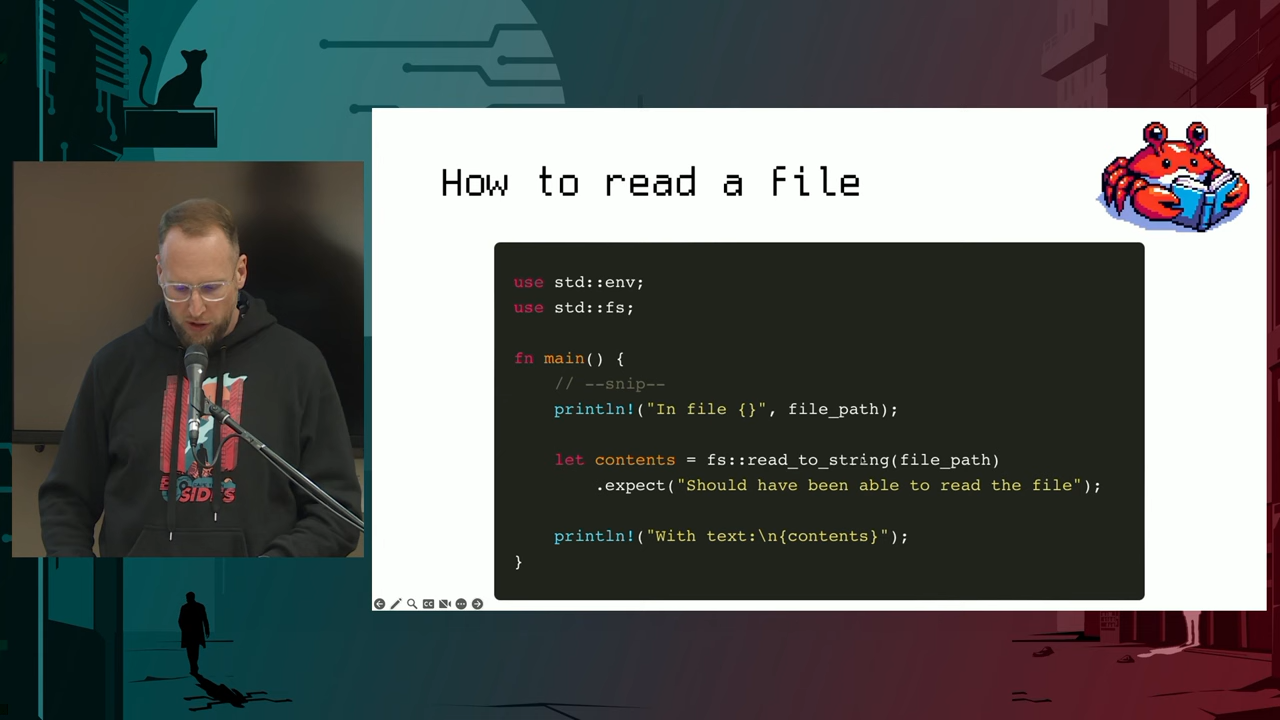 How to read a file
use std::env;
use std::fs;
fn main() {
// --snip--
println!("In file {}", file_path);
let contents = fs::read_to_string(file_path)
.expect("Should have been able to read the file");
println!("With text:\n{contents}");
}
CC